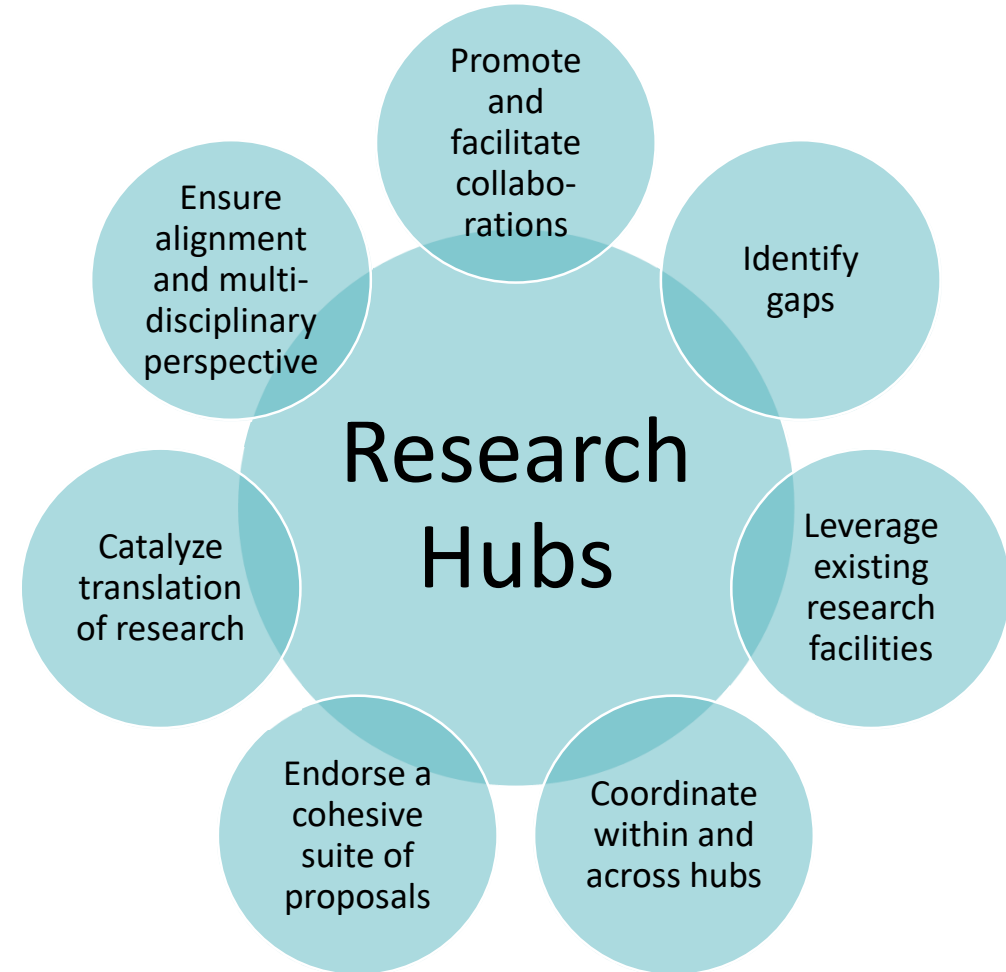 Promote
and
facilitate
collabo-
rations
Identify
gaps
Leverage
existing
research
facilities
Coordinate
within and
across hubs
Endorse a
cohesive
suite of
proposals
Catalyze
translation
of research
Ensure
alignment
and multi-
disciplinary
perspective
Research
Hubs